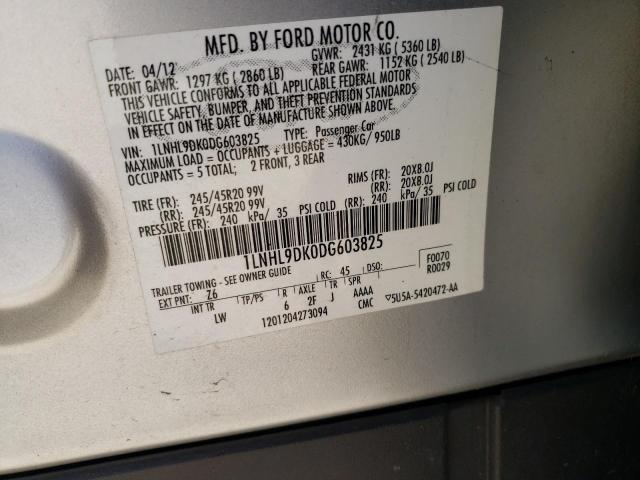 MFD. BY FORD MOTOR CO.
DATE: 04/12 GVWR: 2431 KG ( 5360 LB)
FRONT GAWR: 1297 KG ( 2860 LB) REAR GAWR: 1152 KG ( 2540 LB)
THIS VEHICLE CONFORMS TO ALL APPLICABLE FEDERAL MOTOR
VEHICLE SAFETY, BUMPER, AND THEFT PREVENTION STANDARDS
IN EFFECT ON THE DATE OF MANUFACTURE SHOWN ABOVE.
VIN: 1LNHL9DK0DG603825 TYPE: Passenger Car
MAXIMUM LOAD = OCCUPANTS + LUGGAGE = 430KG/ 950LB
OCCUPANTS = 5 TOTAL; 2 FRONT, 3 REAR
TIRE (FR): 245/45R20 99V RIMS (FR): 20X8.0J
(RR): 245/45R20 99V (RR): 20X8.0J
PRESSURE (FR): 240 kPa/ 35 PSI COLD (RR): 240 kPa/ 35 PSI COLD
1LNHL9DK0DG603825
TRAILER TOWING - SEE OWNER GUIDE RC: 45 DSO: F0070
EXT PNT: Z6 R0029
INT TR TP/PS R AXLE TR SPR
LW 6 2F J AAAA
1201204273094 CMC ▽5U5A-5420472-AA